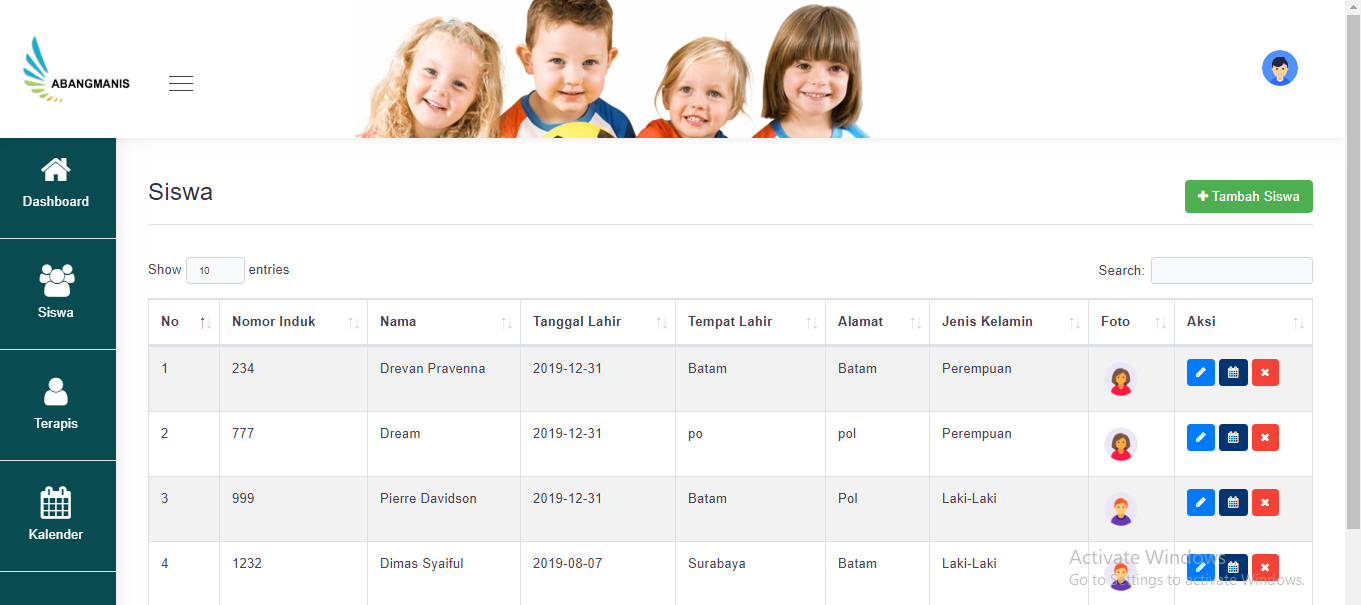 ABANGMANIS
Dashboard
Siswa
Terapis
Kalender
Siswa
Tambah Siswa
Show 10 entries
Search:
No Nomor Induk Nama Tanggal Lahir Tempat Lahir Alamat Jenis Kelamin Foto Aksi
1 234 Drevan Pravenna 2019-12-31 Batam Batam Perempuan
2 777 Dream 2019-12-31 po pol Perempuan
3 999 Pierre Davidson 2019-12-31 Batam Pol Laki-Laki
4 1232 Dimas Syaiful 2019-08-07 Surabaya Batam Laki-Laki
Activate Windows
Go to Settings to activate Windows.